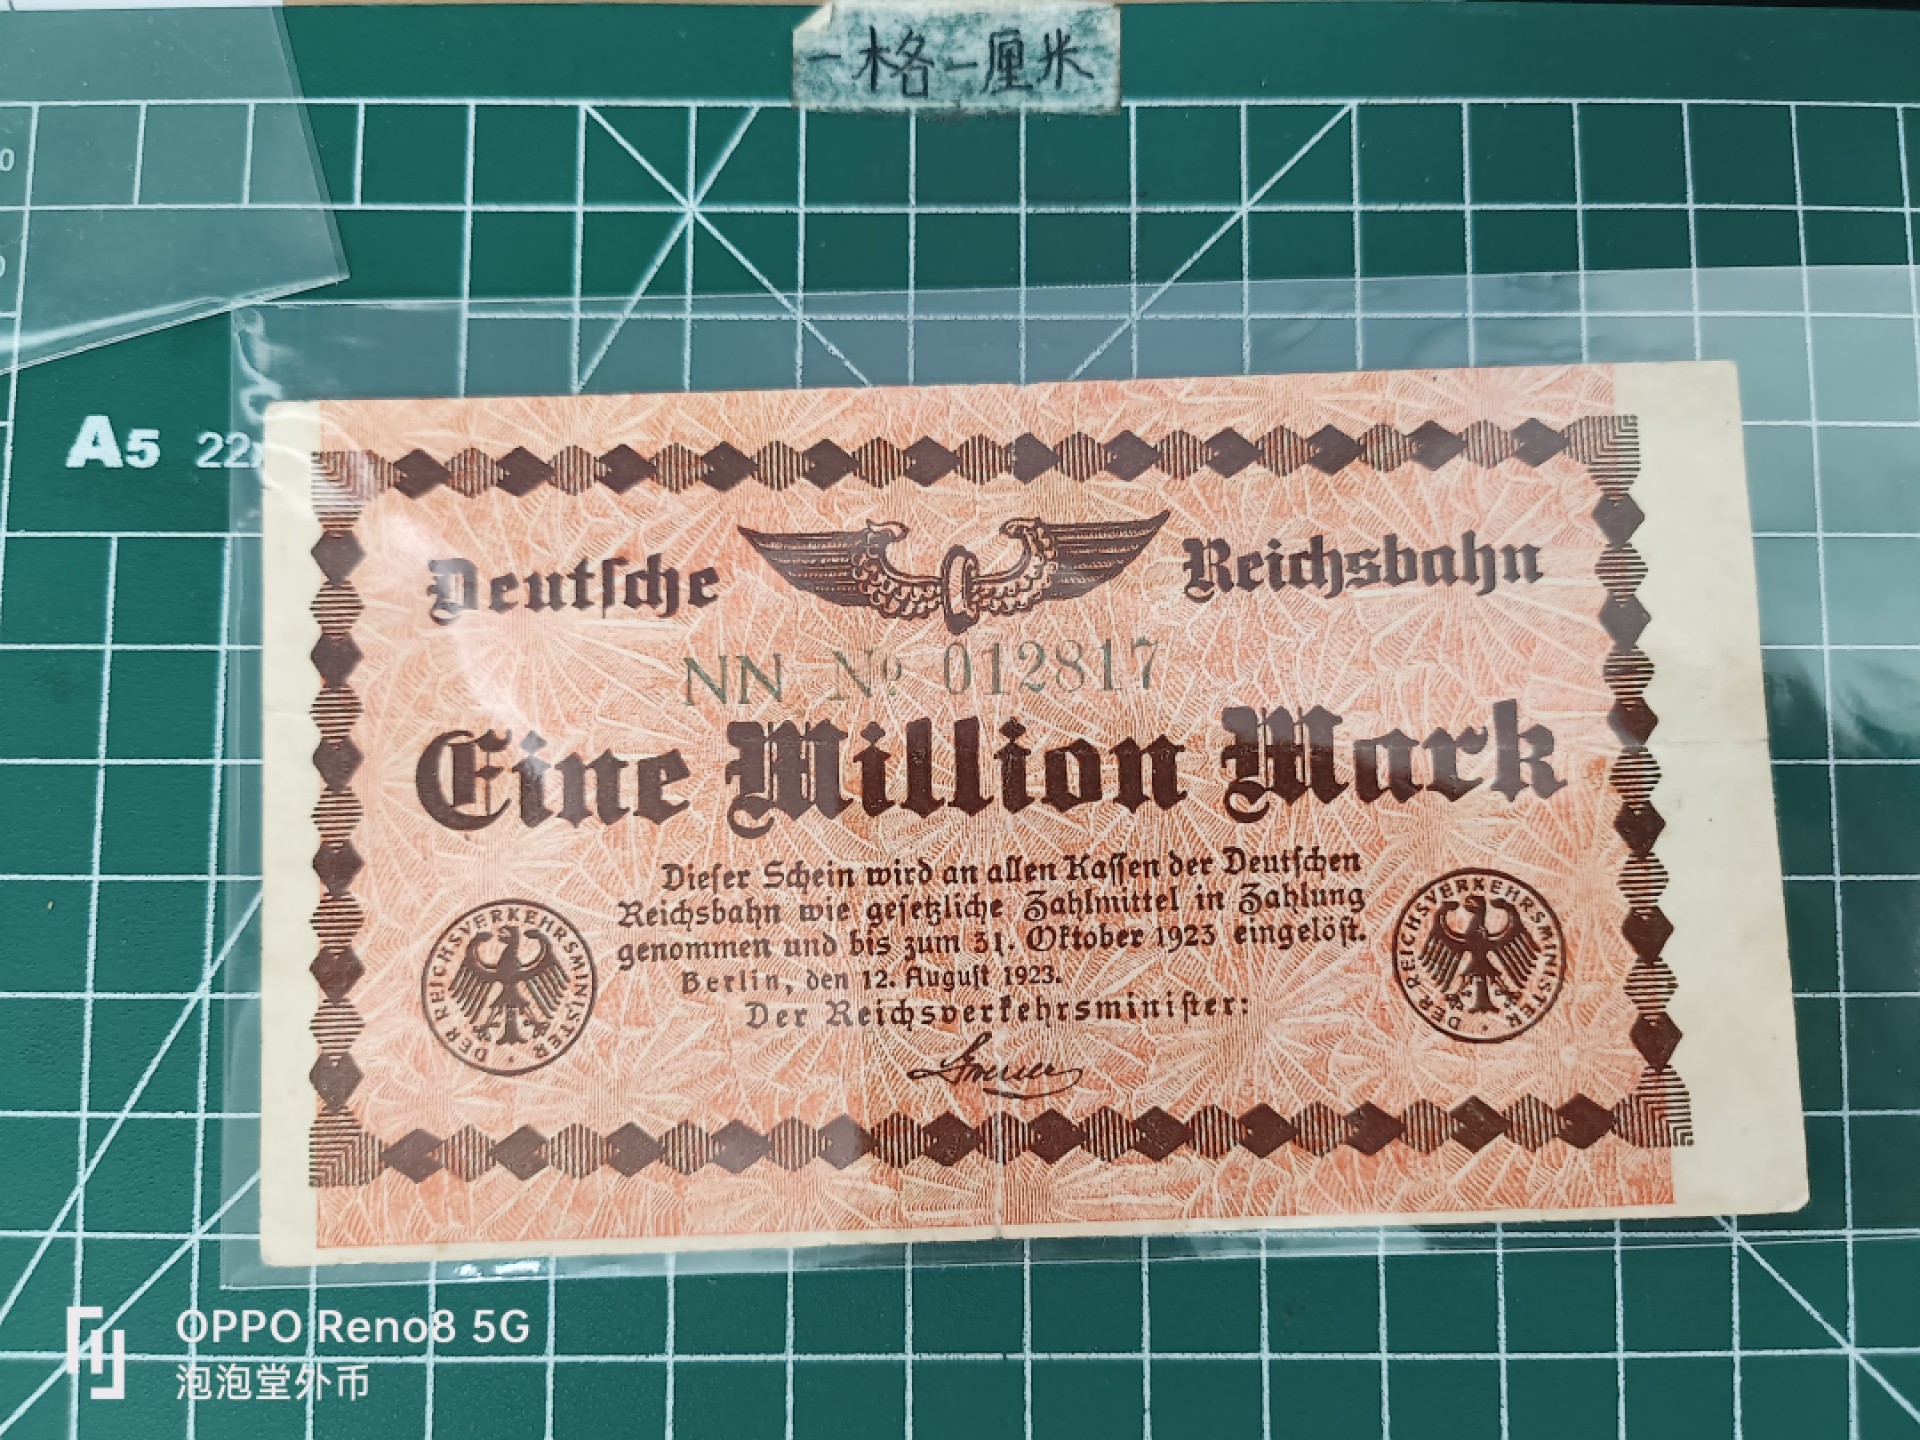 一格一厘米
A5 22
Deutsche Reichsbahn
NN No 012817
Eine Million Mark
Dieser Schein wird an allen Kassen der Deutschen
Reichsbahn wie gesetzliche Zahlmittel in Zahlung
genommen und bis zum 31. Oktober 1923 eingelöst.
Berlin, den 12. August 1923.
Der Reichsverkehrsminister:
DER REICHSVERKEHRSMINISTER
DER REICHSVERKEHRSMINISTER
OPPO Reno8 5G
泡泡堂外币